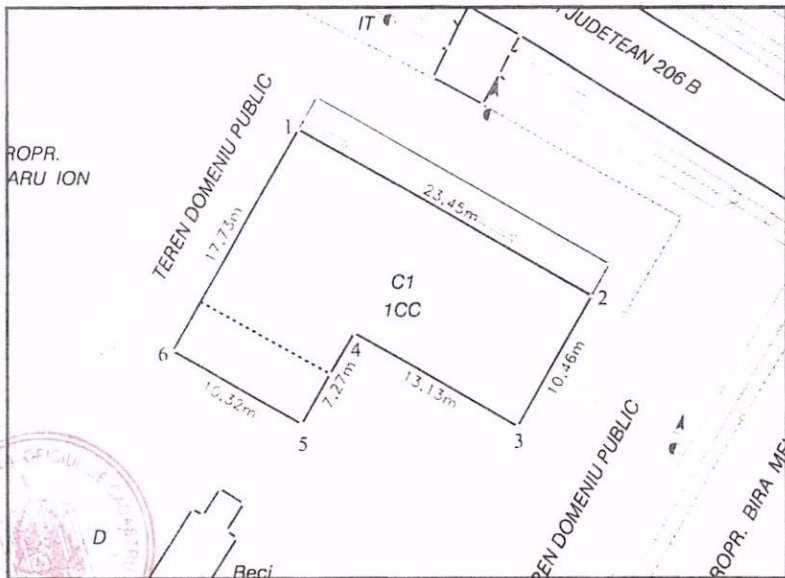 IT
JUDETEAN 206 B
TEREN DOMENIU PUBLIC
ROPR.
ARU ION
1
23.45m
17.73m
C1
1CC
2
6
4
10.46m
10.32m
7.27m
13.13m
5
3
D
Beci
REN DOMENIU PUBLIC
ROPR. BIRA